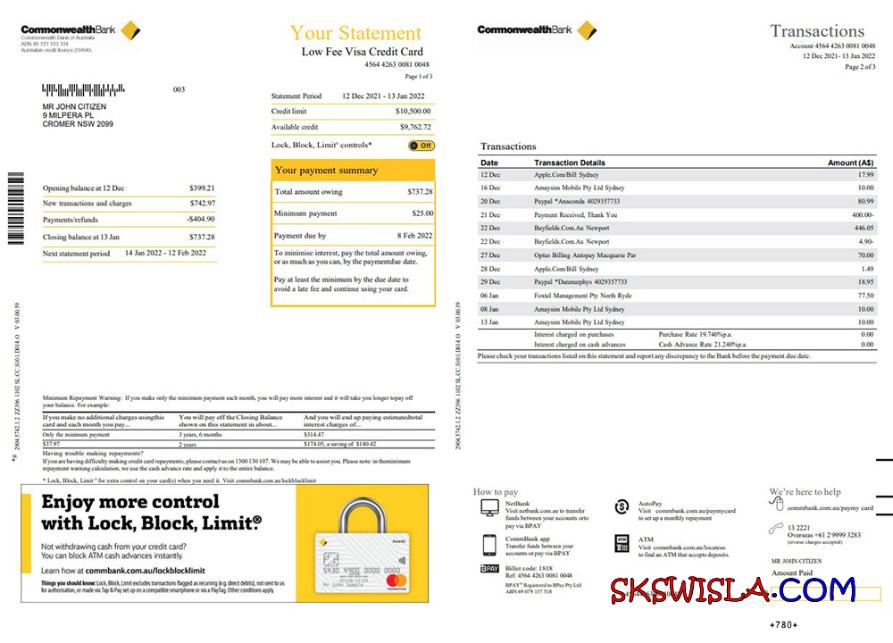 CommonwealthBank
Commonwealth Bank of Australia
ABN 48 123 123 124
Australian credit licence 234945
Your Statement
Low Fee Visa Credit Card
4564 4263 0081 0048
Page 1 of 3
003
MR JOHN CITIZEN
9 MILPERA PL
CROMER NSW 2099
Statement Period 12 Dec 2021 - 13 Jan 2022
Credit limit $10,500.00
Available credit $9,762.72
Lock, Block, Limit® controls* Off
Opening balance at 12 Dec $399.21
New transactions and charges $742.97
Payments/refunds -$404.90
Closing balance at 13 Jan $737.28
Next statement period 14 Jan 2022 - 12 Feb 2022
Your payment summary
Total amount owing $737.28
Minimum payment $25.00
Payment due by 8 Feb 2022
To minimise interest, pay the total amount owing,
or as much as you can, by the paymentdue date.
Pay at least the minimum by the due date to
avoid a late fee and continue using your card.
Minimum Repayment Warning: If you make only the minimum payment each month, you will pay more interest and it will take you longer topay off
your balance. For example:
If you make no additional charges usingthis
card and each month you pay...
You will pay off the Closing Balance
shown on this statement in about...
And you will end up paying estimatedtotal
interest charges of...
Only the minimum payment 3 years, 6 months $314.47
$37.97 2 years $174.05, a saving of $140.42
Having trouble making repayments?
If you are having difficulty making credit card repayments, please contact us on 1300 130 107. We may be able to assist you. Please note: in theminimum
repayment warning calculation, we use the cash advance rate and apply it to the entire balance.
* Lock, Block, Limit® for extra control on your card(s) when you need it. Visit commbank.com.au/lockblocklimit
Enjoy more control
with Lock, Block, Limit®
Not withdrawing cash from your credit card?
You can block ATM cash advances instantly.
Learn how at commbank.com.au/lockblocklimit
Things you should know: Lock, Block, Limit excludes transactions flagged as recurring (e.g. direct debits), not sent to us
for authorisation, or made via Tap & Pay set up on a compatible smartphone or via a PayTag. Other conditions apply.
CommonwealthBank
Transactions
Account 4564 4263 0081 0048
12 Dec 2021- 13 Jan 2022
Page 2 of 3
Transactions
Date Transaction Details Amount (A$)
12 Dec Apple.Com/Bill Sydney 17.99
16 Dec Amaysim Mobile Pty Ltd Sydney 10.00
20 Dec Paypal *Anaconda 4029357733 80.99
21 Dec Payment Received, Thank You 400.00-
22 Dec Bayfields.Com.Au Newport 446.05
22 Dec Bayfields.Com.Au Newport 4.90-
27 Dec Optus Billing Autopay Macquarie Par 70.00
28 Dec Apple.Com/Bill Sydney 1.49
29 Dec Paypal *Danmurphys 4029357733 18.95
06 Jan Foxtel Management Pty North Ryde 77.50
08 Jan Amaysim Mobile Pty Ltd Sydney 10.00
13 Jan Amaysim Mobile Pty Ltd Sydney 10.00
Interest charged on purchases Purchase Rate 19.740%p.a. 0.00
Interest charged on cash advances Cash Advance Rate 21.240%p.a. 0.00
Please check your transactions listed on this statement and report any discrepancy to the Bank before the payment due date.
How to pay
NetBank
Visit netbank.com.au to transfer
funds between your accounts orto
pay via BPAY
CommBank app
Transfer funds between your
accounts or pay via BPAY
BPAY
Biller code: 1818
Ref: 4564 4263 0081 0048
BPAY® Registered to BPay Pty Ltd
ABN 69 079 137 518
AutoPay
Visit commbank.com.au/paymycard
to set up a monthly repayment
ATM
Visit commbank.com.au/locateus
to find an ATM that accepts deposits.
We're here to help
commbank.com.au/paymy card
13 2221
Overseas +61 2 9999 3283
(reverse charges accepted)
MR JOHN CITIZEN
Amount Paid
SKSWISLA.COM
+780+